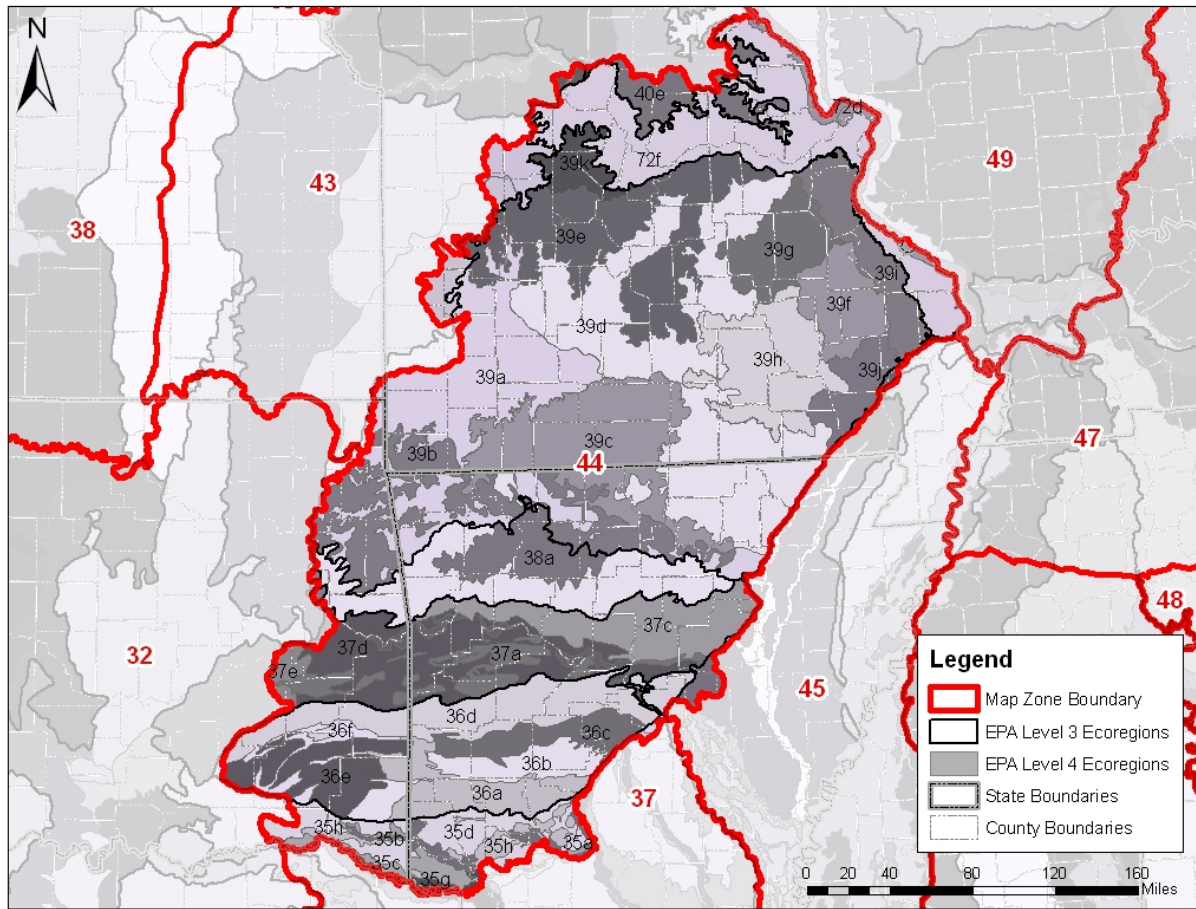 N
40e
72d
39k
72f
49
43
38
39e
39g
39i
39f
39d
39h
39a
39j
39c
44
39b
47
38a
48
37c
32
37d
37a
37e
45
36d
36f
36c
36b
36e
36a
37
35h
35b
35d
35h
35a
35c
35g
Legend
Map Zone Boundary
EPA Level 3 Ecoregions
EPA Level 4 Ecoregions
State Boundaries
County Boundaries
0 20 40 80 120 160
Miles